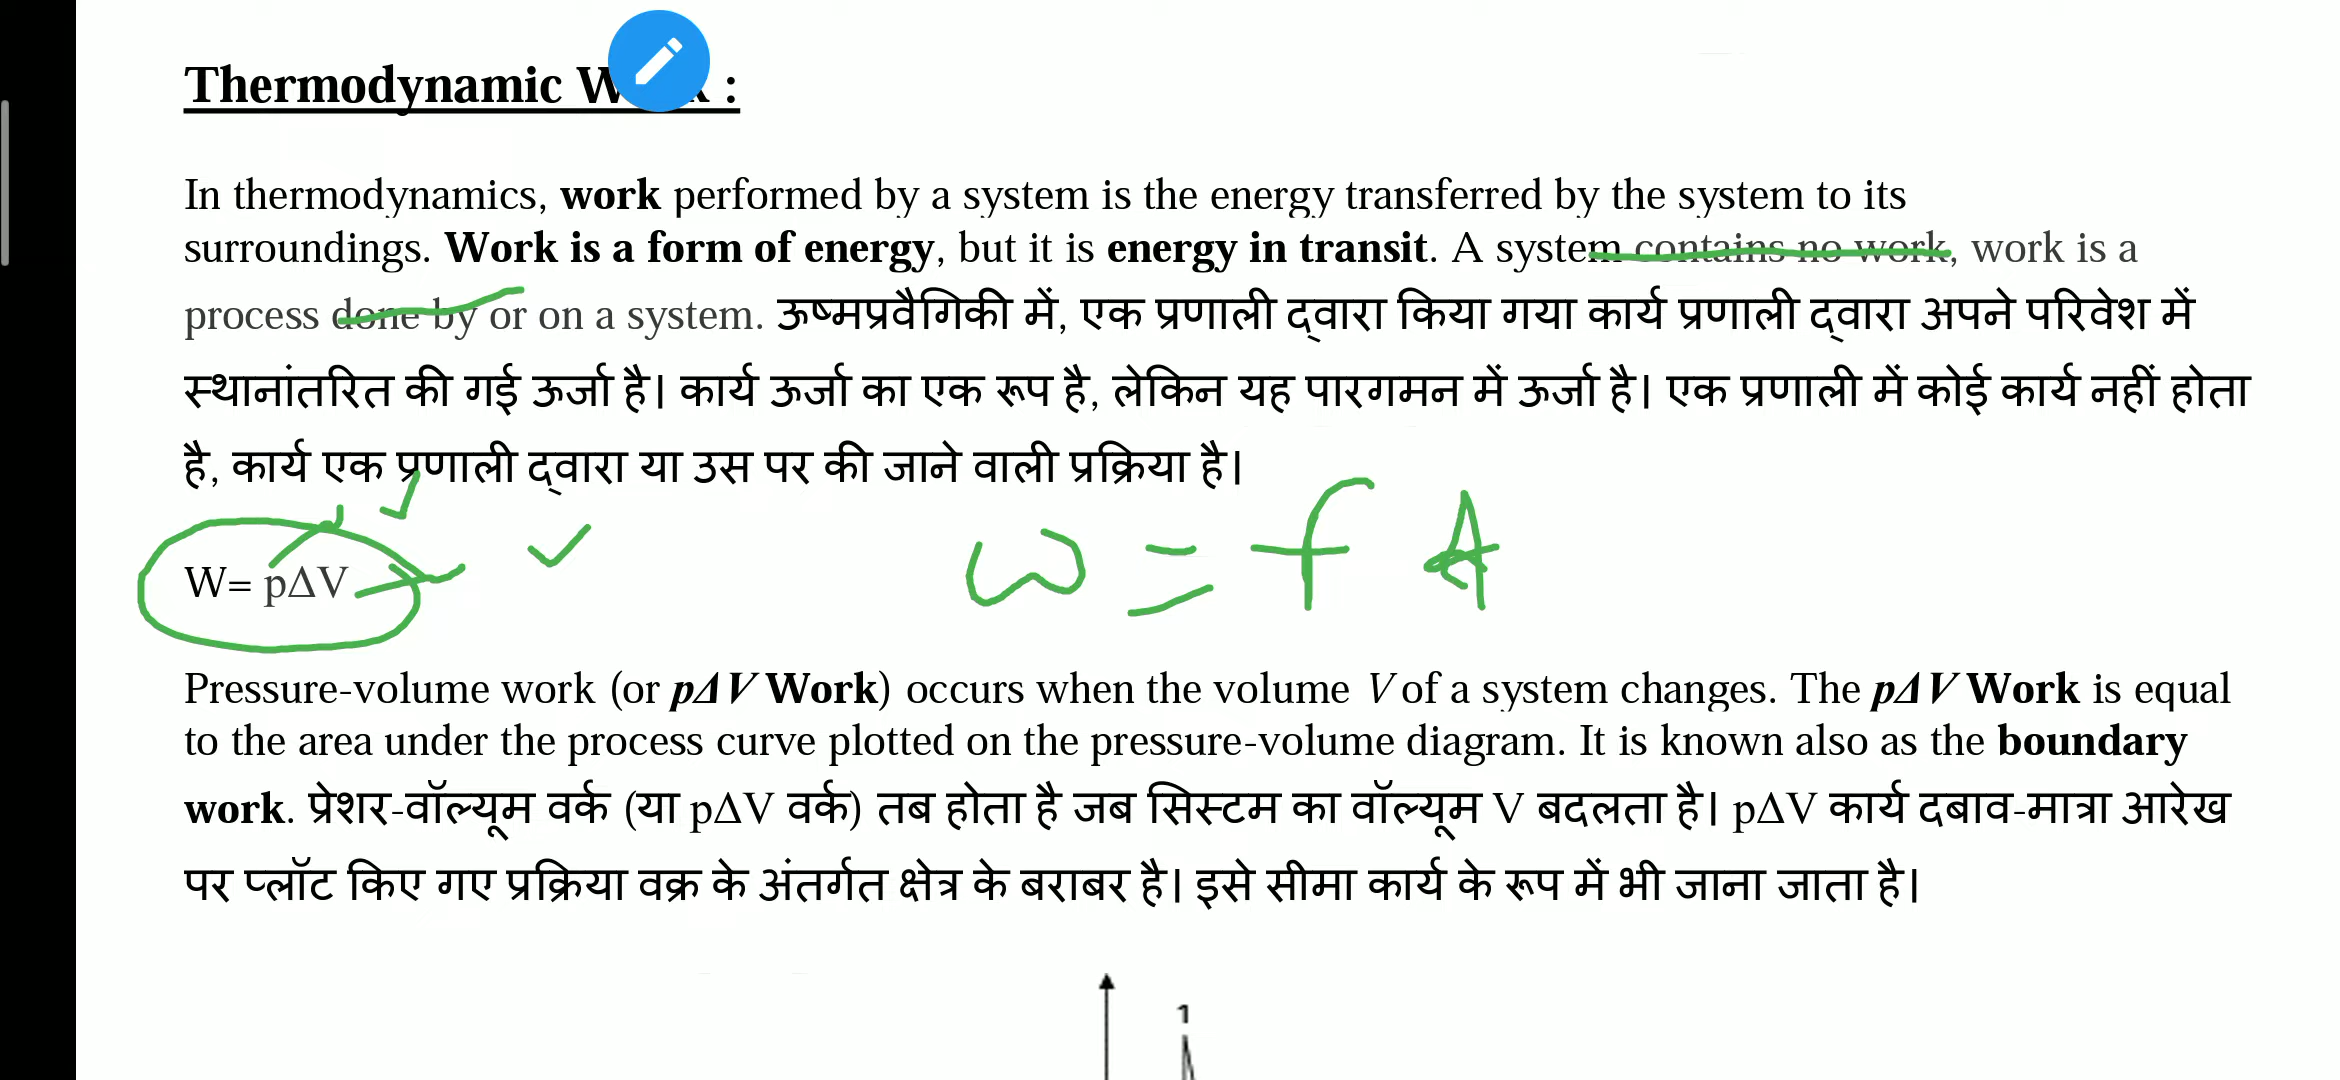 Thermodynamic W k :
In thermodynamics, work performed by a system is the energy transferred by the system to its
surroundings. Work is a form of energy, but it is energy in transit. A system contains no work, work is a
process done by or on a system. ऊष्मप्रवैगिकी में, एक प्रणाली द्वारा किया गया कार्य प्रणाली द्वारा अपने परिवेश में
स्थानांतरित की गई ऊर्जा है। कार्य ऊर्जा का एक रूप है, लेकिन यह पारगमन में ऊर्जा है। एक प्रणाली में कोई कार्य नहीं होता
है, कार्य एक प्रणाली द्वारा या उस पर की जाने वाली प्रक्रिया है।
W= pΔV
ω = f
Pressure-volume work (or pΔV Work) occurs when the volume V of a system changes. The pΔV Work is equal
to the area under the process curve plotted on the pressure-volume diagram. It is known also as the boundary
work. प्रेशर-वॉल्यूम वर्क (या pΔV वर्क) तब होता है जब सिस्टम का वॉल्यूम V बदलता है। pΔV कार्य दबाव-मात्रा आरेख
पर प्लॉट किए गए प्रक्रिया वक्र के अंतर्गत क्षेत्र के बराबर है। इसे सीमा कार्य के रूप में भी जाना जाता है।
1